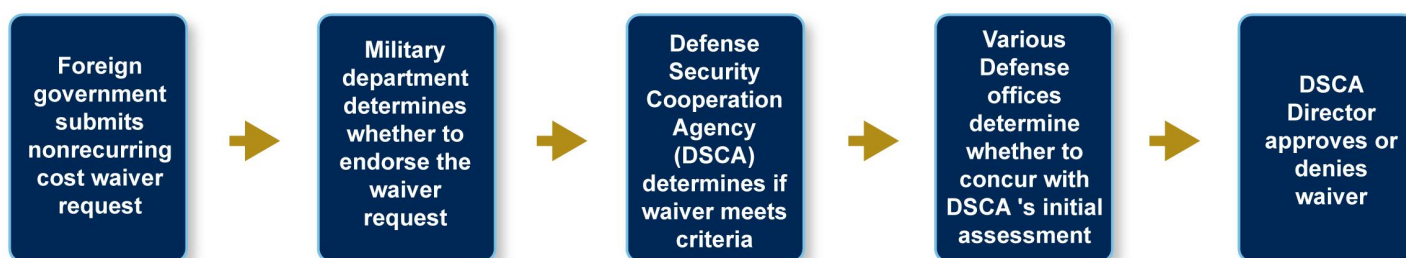 Foreign
government
submits
nonrecurring
cost waiver
request
Military
department
determines
whether to
endorse the
waiver
request
Defense
Security
Cooperation
Agency
(DSCA)
determines if
waiver meets
criteria
Various
Defense
offices
determine
whether to
concur with
DSCA 's initial
assessment
DSCA
Director
approves or
denies
waiver